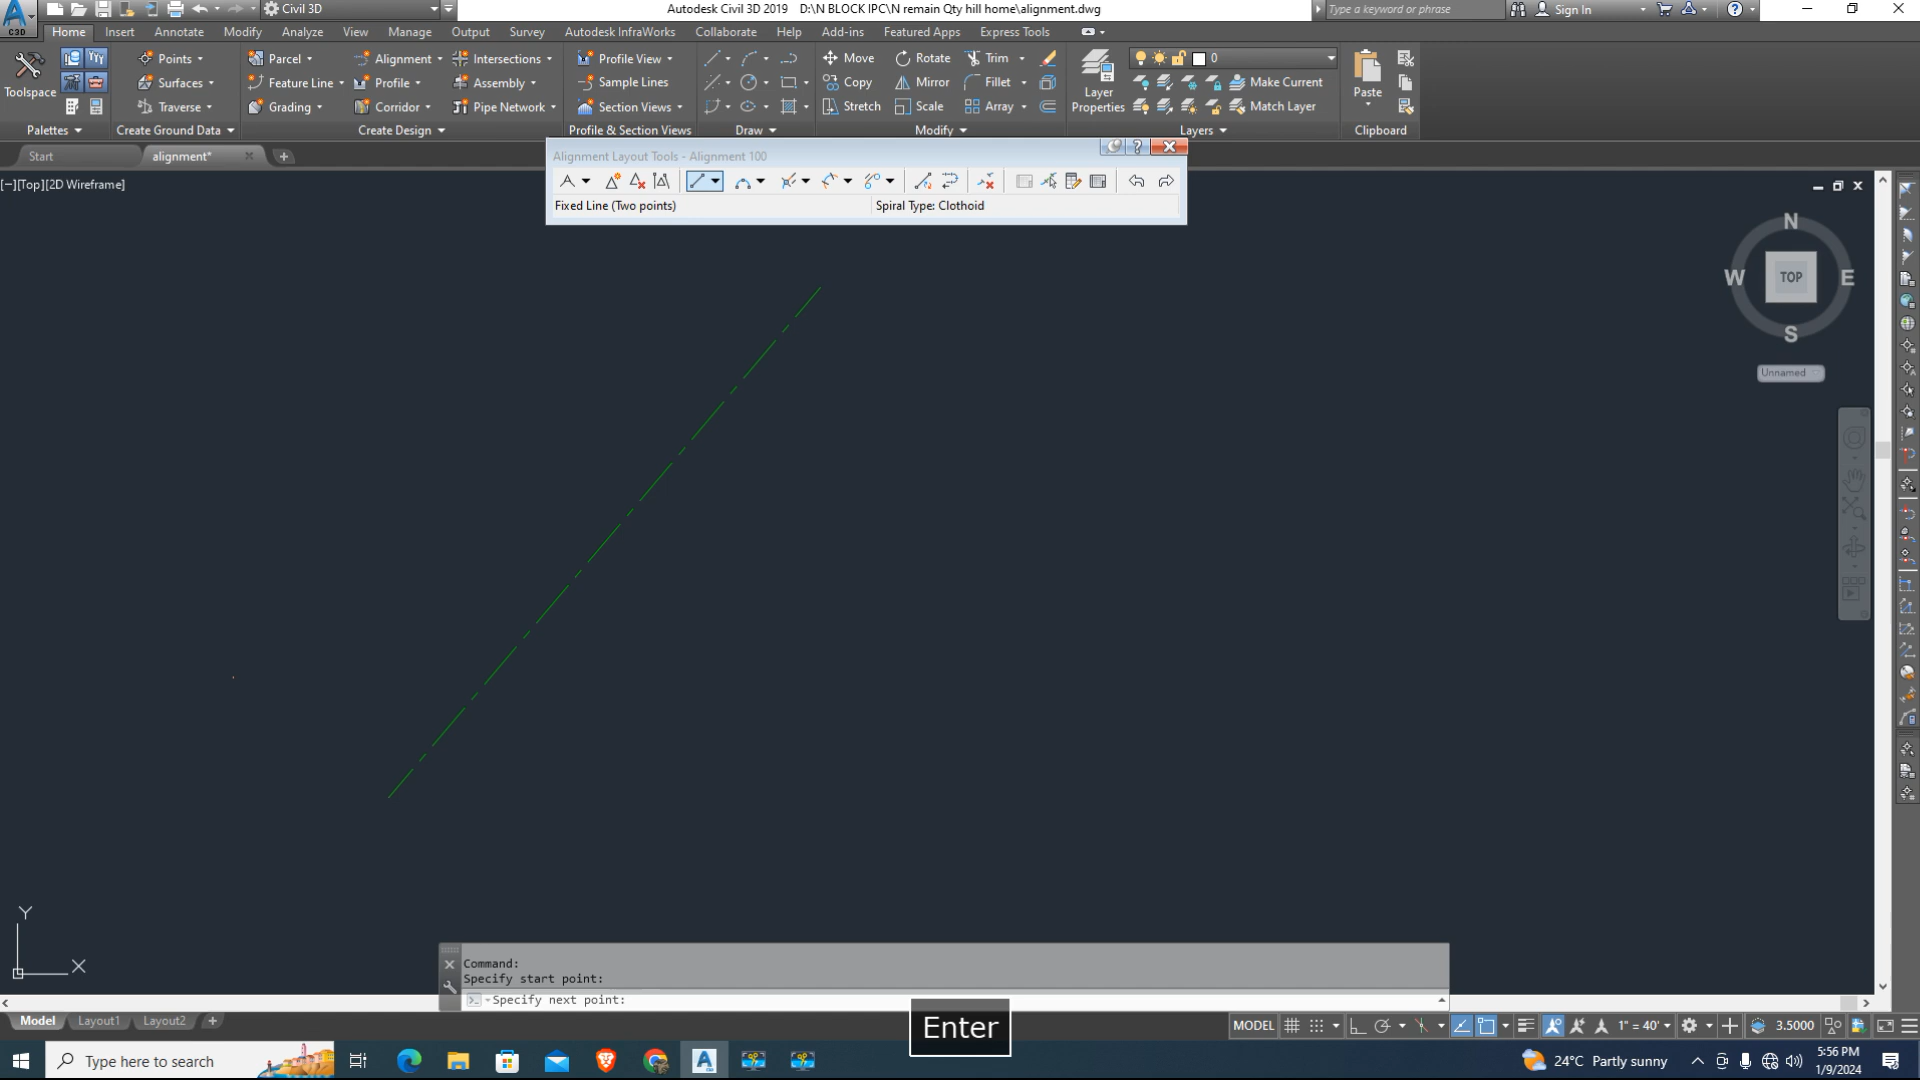 Civil 3D
Autodesk Civil 3D 2019   D:\N BLOCK IPC\N remain Qty hill home\alignment.dwg
Type a keyword or phrase
Sign In
C3D
Home
Insert
Annotate
Modify
Analyze
View
Manage
Output
Survey
Autodesk InfraWorks
Collaborate
Help
Add-ins
Featured Apps
Express Tools
Toolspace
Palettes
Points
Surfaces
Traverse
Create Ground Data
Parcel
Feature Line
Grading
Alignment
Profile
Corridor
Intersections
Assembly
Pipe Network
Create Design
Profile View
Sample Lines
Section Views
Profile & Section Views
Draw
Move
Copy
Stretch
Rotate
Mirror
Scale
Trim
Fillet
Array
Modify
Layer
Properties
0
Make Current
Match Layer
Layers
Paste
Clipboard
Start
alignment*
Alignment Layout Tools - Alignment 100
Fixed Line (Two points)
Spiral Type: Clothoid
[−][Top][2D Wireframe]
N
W
TOP
E
S
Unnamed
Y
X
Command:
Specify start point:
Specify next point:
Enter
Model
Layout1
Layout2
MODEL
1" = 40'
3.5000
Type here to search
24°C Partly sunny
5:56 PM
1/9/2024